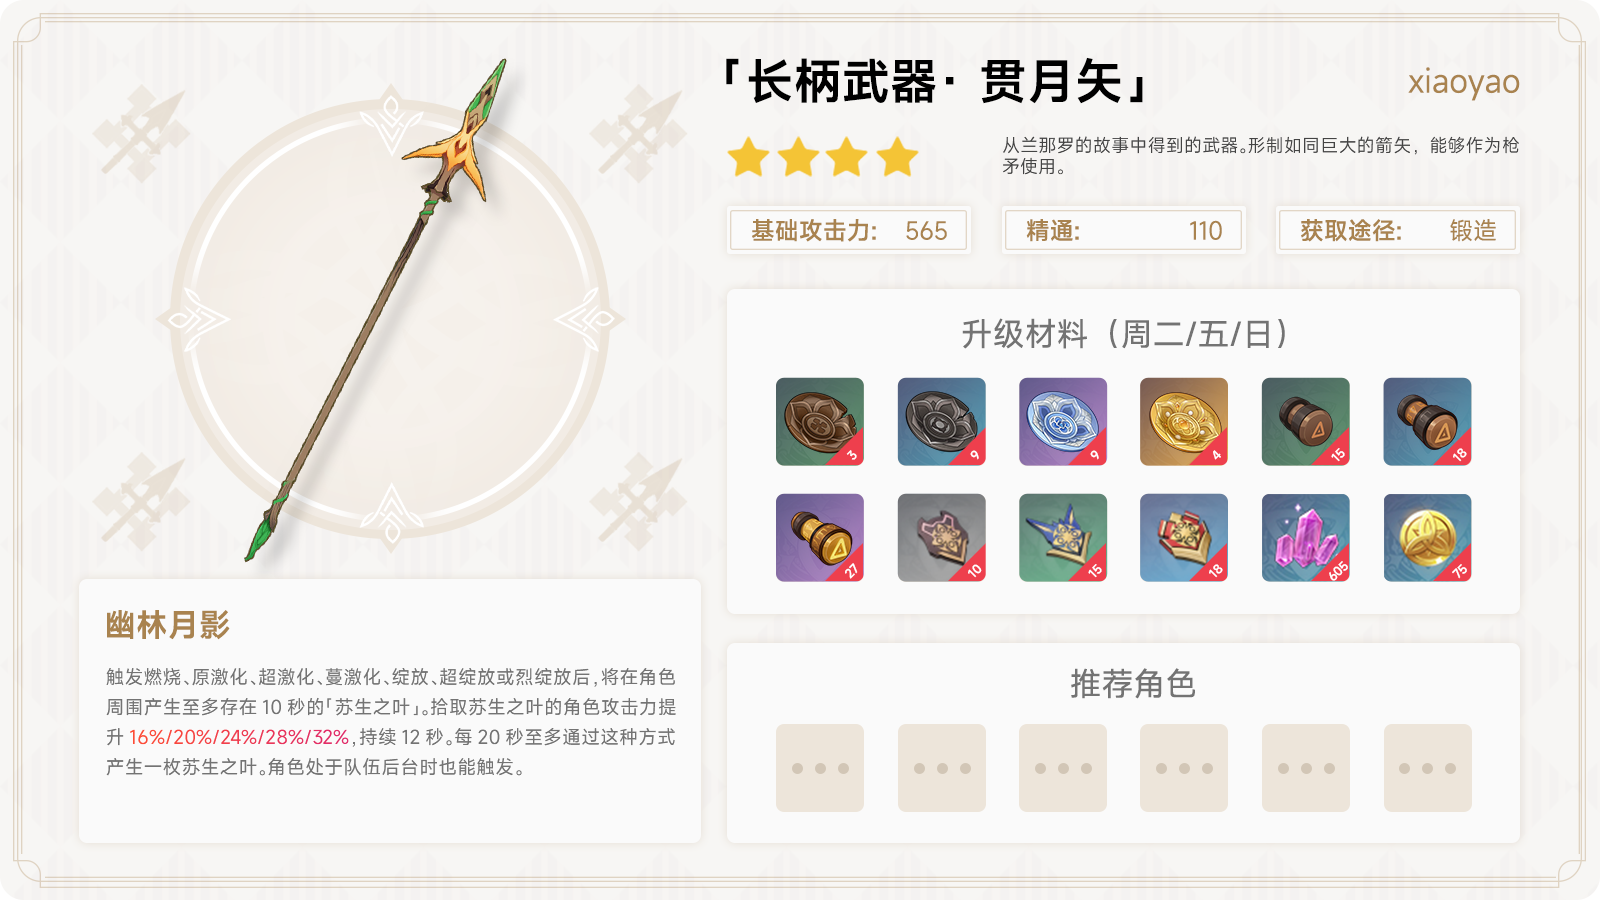 「长柄武器· 贯月矢」
xiaoyao
从兰那罗的故事中得到的武器。形制如同巨大的箭矢，能够作为枪
矛使用。
基础攻击力: 565
精通: 110
获取途径: 锻造
升级材料（周二/五/日）
3 9 9 4 15 18
27 10 15 18 605 75
幽林月影
触发燃烧、原激化、超激化、蔓激化、绽放、超绽放或烈绽放后,将在角色
周围产生至多存在 10 秒的「苏生之叶」。拾取苏生之叶的角色攻击力提
升 16%/20%/24%/28%/32%,持续 12 秒。每 20 秒至多通过这种方式
产生一枚苏生之叶。角色处于队伍后台时也能触发。
推荐角色